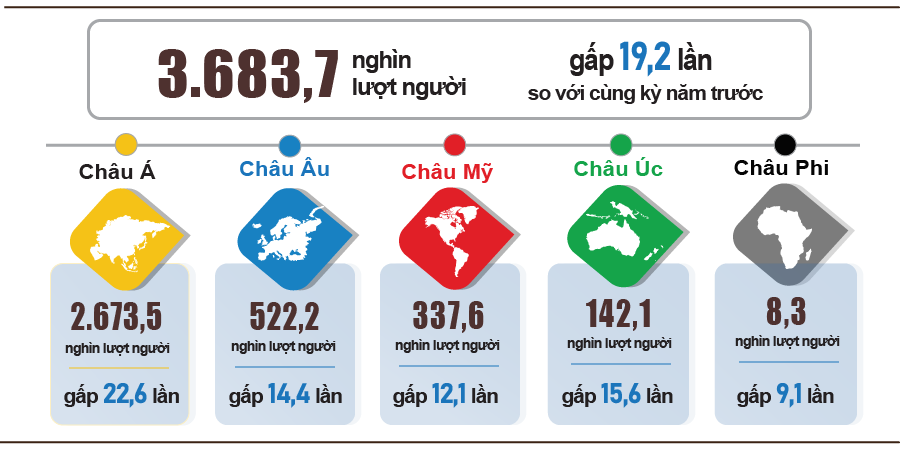 3.683,7
nghìn
lượt người
gấp 19,2 lần
so với cùng kỳ năm trước
Châu Á
Châu Âu
Châu Mỹ
Châu Úc
Châu Phi
2.673,5
nghìn lượt người
gấp 22,6 lần
522,2
nghìn lượt người
gấp 14,4 lần
337,6
nghìn lượt người
gấp 12,1 lần
142,1
nghìn lượt người
gấp 15,6 lần
8,3
nghìn lượt người
gấp 9,1 lần